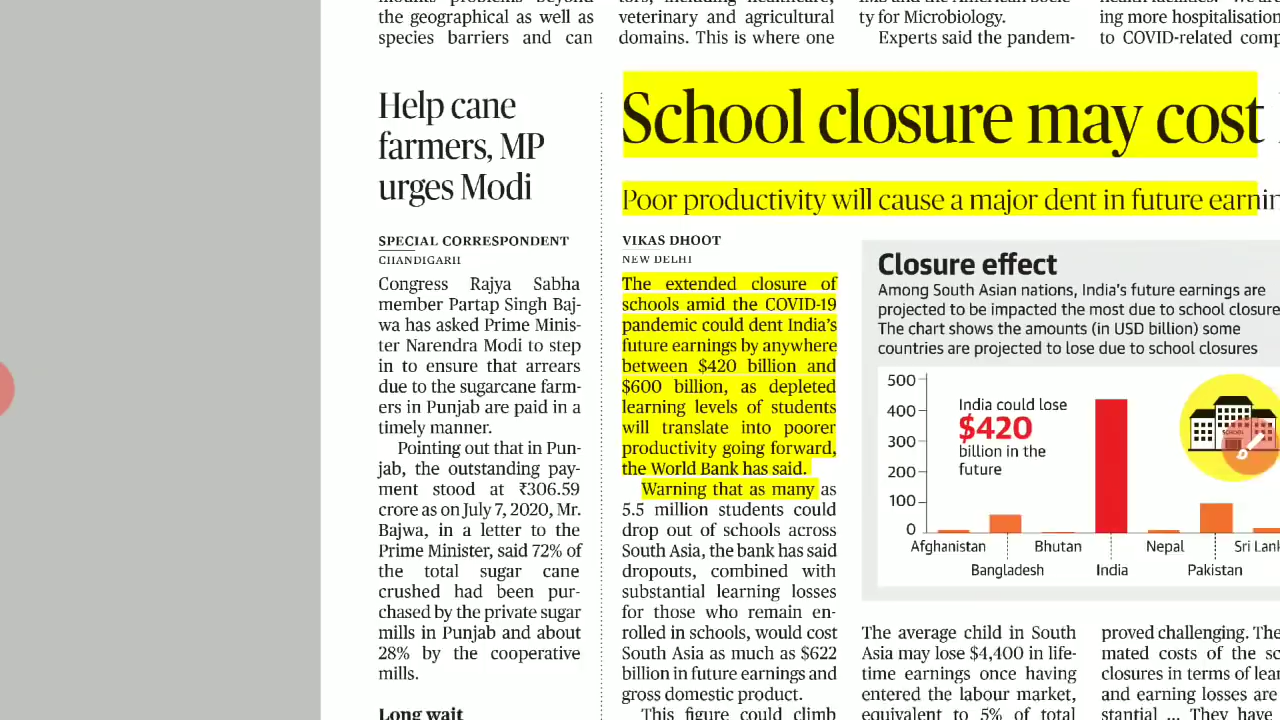 mounts problems beyond
the geographical as well as
species barriers and can
tors, including healthcare,
veterinary and agricultural
domains. This is where one
ty for Microbiology.
Experts said the pandem-
ing more hospitalisation
to COVID-related comp
Help cane
farmers, MP
urges Modi
SPECIAL CORRESPONDENT
CHANDIGARH
Congress Rajya Sabha
member Partap Singh Baj-
wa has asked Prime Minis-
ter Narendra Modi to step
in to ensure that arrears
due to the sugarcane farm-
ers in Punjab are paid in a
timely manner.
Pointing out that in Pun-
jab, the outstanding pay-
ment stood at ₹306.59
crore as on July 7, 2020, Mr.
Bajwa, in a letter to the
Prime Minister, said 72% of
the total sugar cane
crushed had been pur-
chased by the private sugar
mills in Punjab and about
28% by the cooperative
mills.
Long wait
School closure may cost
Poor productivity will cause a major dent in future earnin
VIKAS DHOOT
NEW DELHI
The extended closure of
schools amid the COVID-19
pandemic could dent India's
future earnings by anywhere
between $420 billion and
$600 billion, as depleted
learning levels of students
will translate into poorer
productivity going forward,
the World Bank has said.
Warning that as many as
5.5 million students could
drop out of schools across
South Asia, the bank has said
dropouts, combined with
substantial learning losses
for those who remain en-
rolled in schools, would cost
South Asia as much as $622
billion in future earnings and
gross domestic product.
This figure could climb
Closure effect
Among South Asian nations, India's future earnings are
projected to be impacted the most due to school closure
The chart shows the amounts (in USD billion) some
countries are projected to lose due to school closures
500
400
300
200
100
0
India could lose
$420
billion in the
future
SCHOOL
Afghanistan
Bangladesh
Bhutan
India
Nepal
Pakistan
Sri Lank
The average child in South
Asia may lose $4,400 in life-
time earnings once having
entered the labour market,
equivalent to 5% of total
proved challenging. The
mated costs of the sc
closures in terms of lear
and earning losses are
stantial ... They have